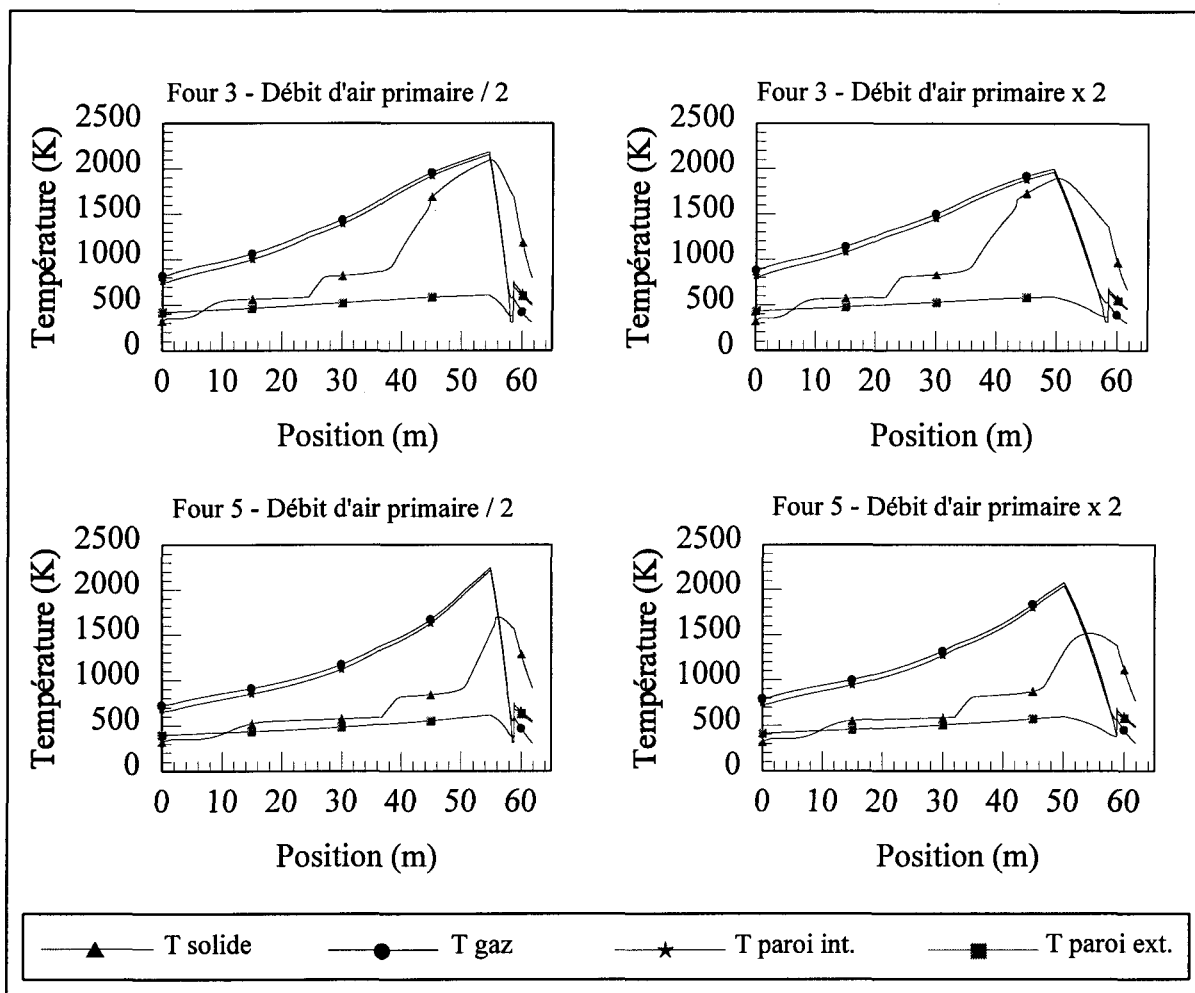 Four 3 - Débit d'air primaire / 2
Température (K)
2500
2000
1500
1000
500
0
0 10 20 30 40 50 60
Position (m)
Four 3 - Débit d'air primaire x 2
Température (K)
2500
2000
1500
1000
500
0
0 10 20 30 40 50 60
Position (m)
Four 5 - Débit d'air primaire / 2
Température (K)
2500
2000
1500
1000
500
0
0 10 20 30 40 50 60
Position (m)
Four 5 - Débit d'air primaire x 2
Température (K)
2500
2000
1500
1000
500
0
0 10 20 30 40 50 60
Position (m)
T solide T gaz T paroi int. T paroi ext.